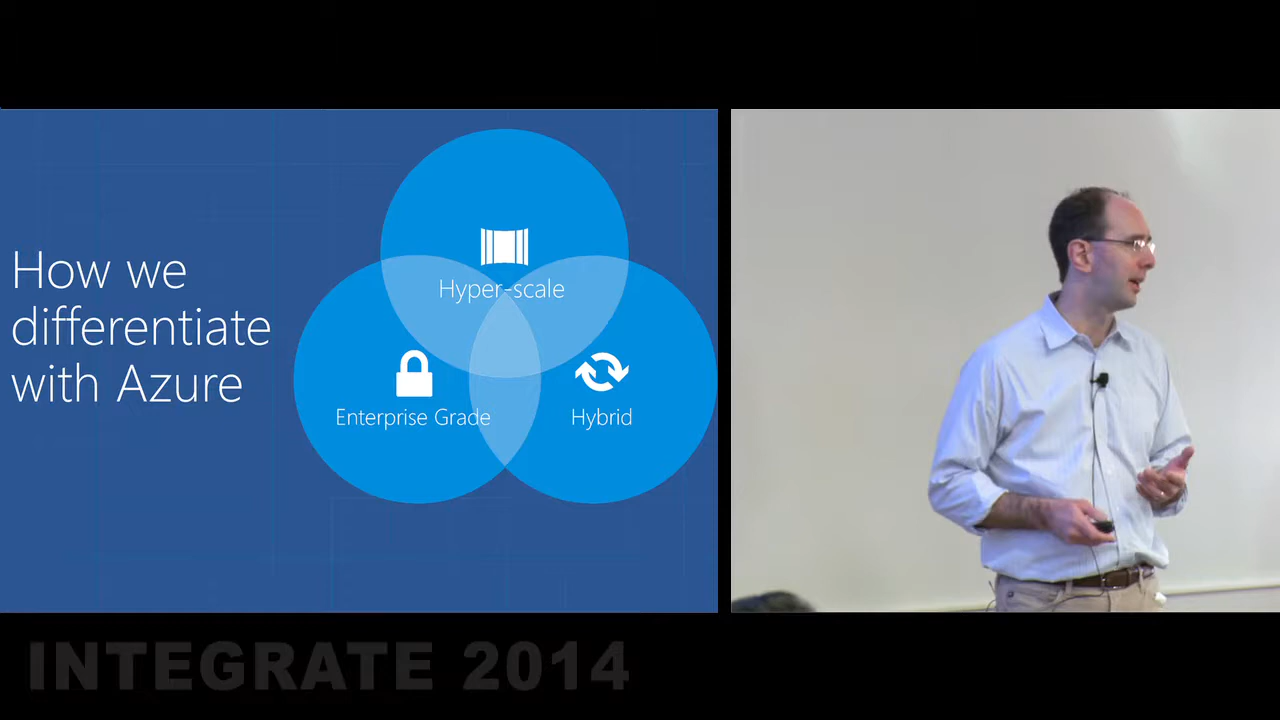 How we
differentiate
with Azure
Hyper-scale
Enterprise Grade
Hybrid
INTEGRATE 2014